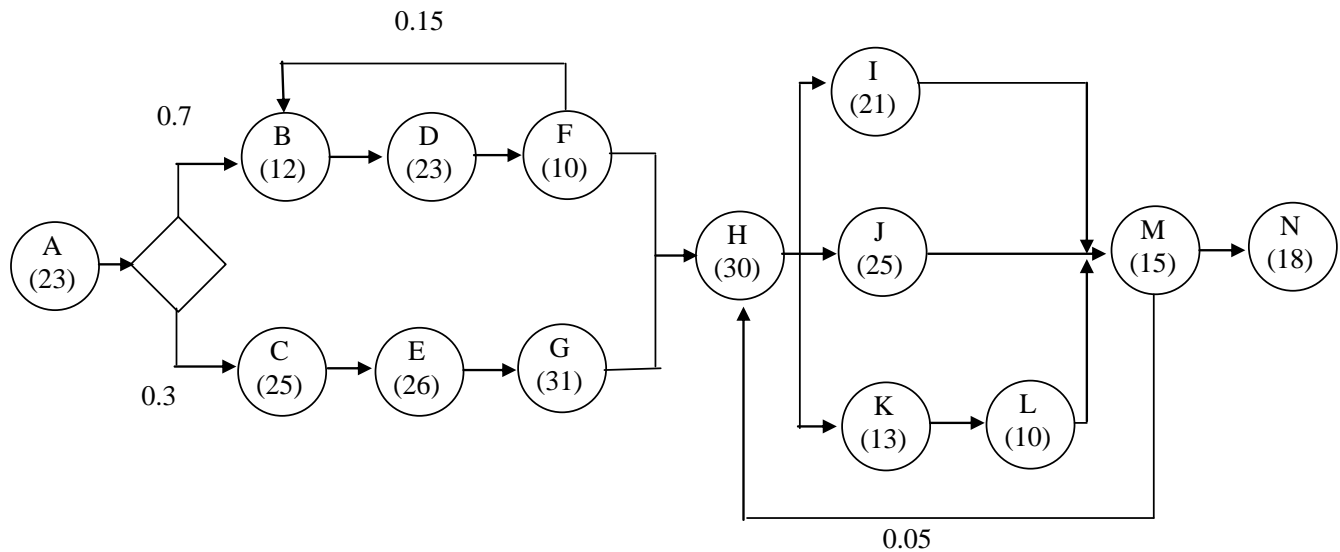 0.15
I
(21)
0.7
B
(12)
D
(23)
F
(10)
A
(23)
H
(30)
J
(25)
M
(15)
N
(18)
C
(25)
E
(26)
G
(31)
0.3
K
(13)
L
(10)
0.05